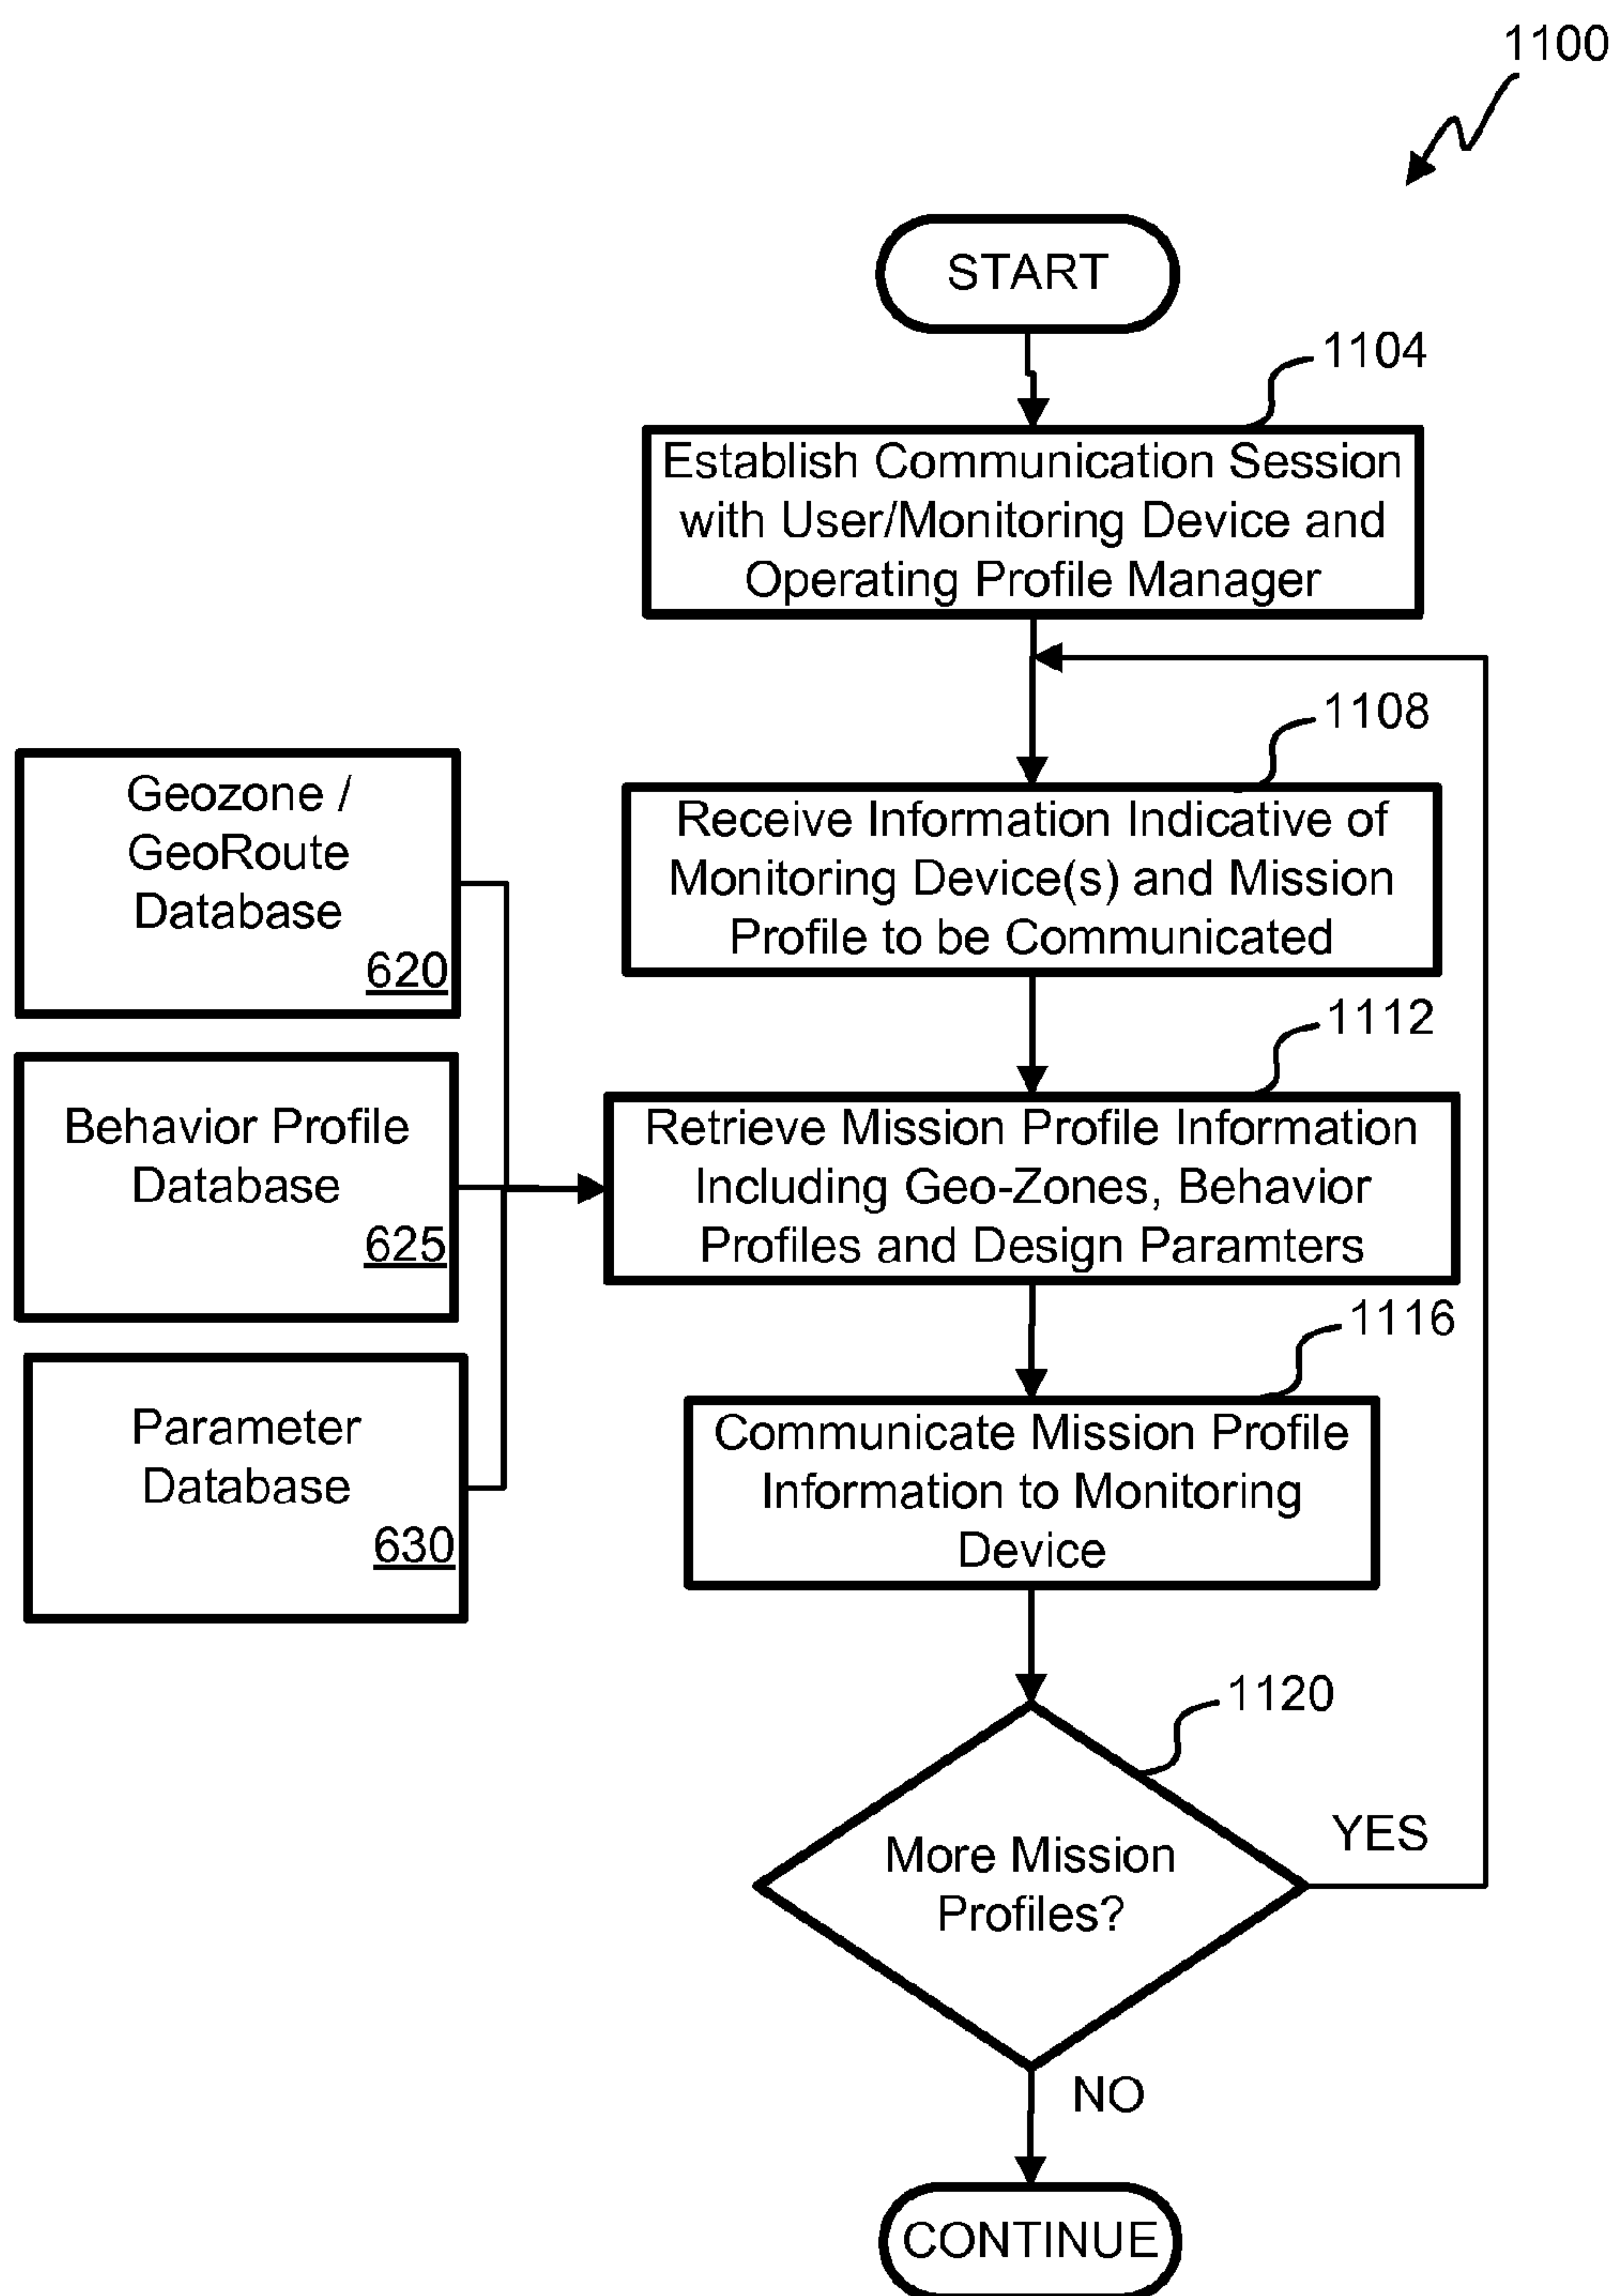 1100
START
1104
Establish Communication Session
with User/Monitoring Device and
Operating Profile Manager
1108
Receive Information Indicative of
Monitoring Device(s) and Mission
Profile to be Communicated
Geozone /
GeoRoute
Database
620
1112
Retrieve Mission Profile Information
Including Geo-Zones, Behavior
Profiles and Design Paramters
Behavior Profile
Database
625
1116
Communicate Mission Profile
Information to Monitoring
Device
Parameter
Database
630
1120
More Mission
Profiles?
YES
NO
CONTINUE